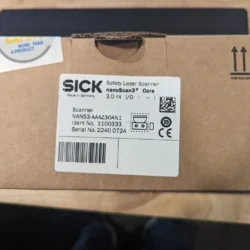 SICK
Made in Germany
Safety Laser Scanner
nanoScan3® Core
3.0 m I/O
Scanner
NANS3-AAAZ30AN1
Ident No. 1100333
Serial No. 2240 0724
A PRODUCT